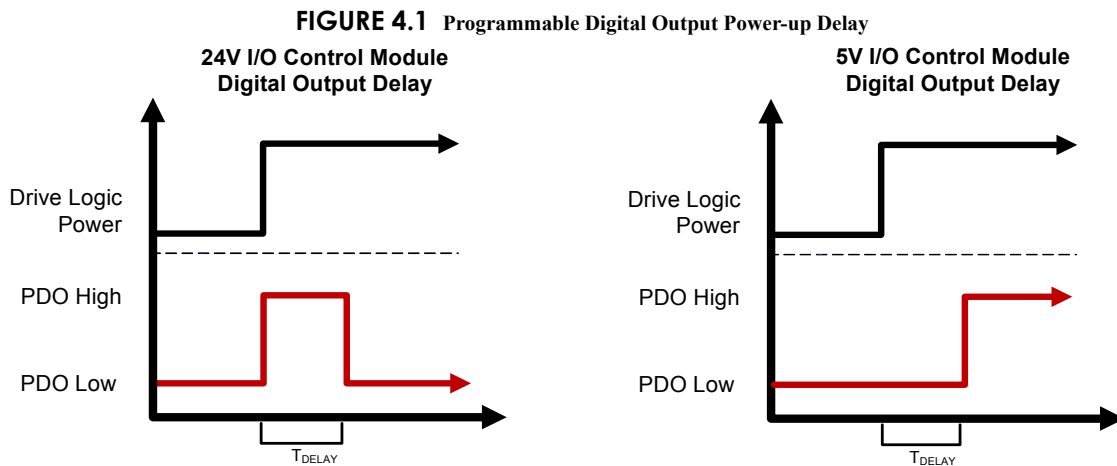 FIGURE 4.1 Programmable Digital Output Power-up Delay
24V I/O Control Module
Digital Output Delay
Drive Logic
Power
PDO High
PDO Low
TDELAY
5V I/O Control Module
Digital Output Delay
Drive Logic
Power
PDO High
PDO Low
TDELAY